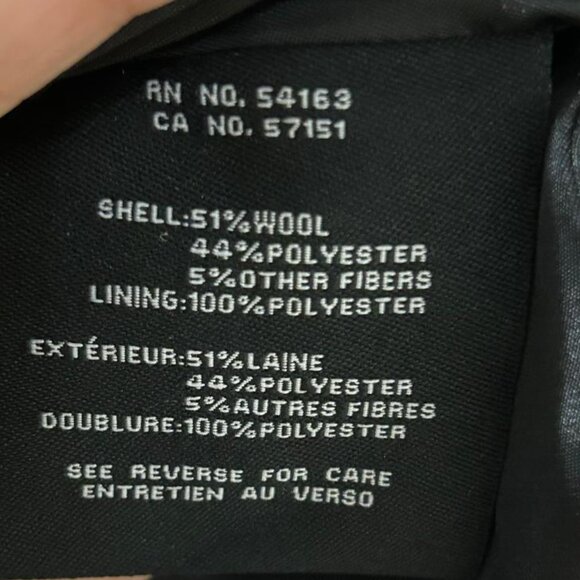 RN NO. 54163
CA NO. 57151
SHELL:51%WOOL
44%POLYESTER
5%OTHER FIBERS
LINING:100%POLYESTER
EXTÉRIEUR:51%LAINE
44%POLYESTER
5%AUTRES FIBRES
DOUBLURE:100%POLYESTER
SEE REVERSE FOR CARE
ENTRETIEN AU VERSO